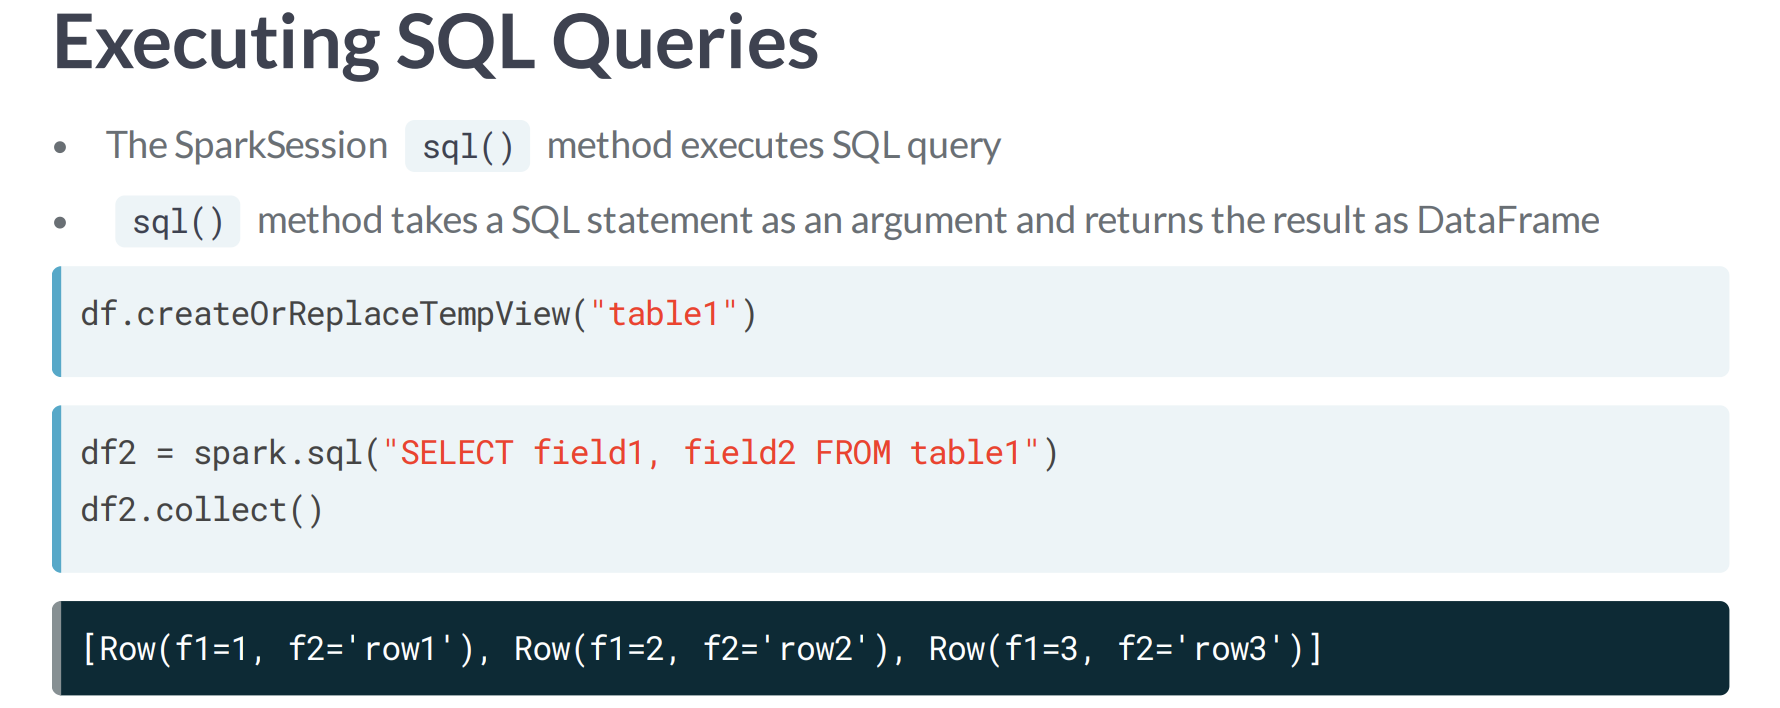 Executing SQL Queries
• The SparkSession sql() method executes SQL query
• sql() method takes a SQL statement as an argument and returns the result as DataFrame
df.createOrReplaceTempView("table1")
df2 = spark.sql("SELECT field1, field2 FROM table1")
df2.collect()
[Row(f1=1, f2='row1'), Row(f1=2, f2='row2'), Row(f1=3, f2='row3')]